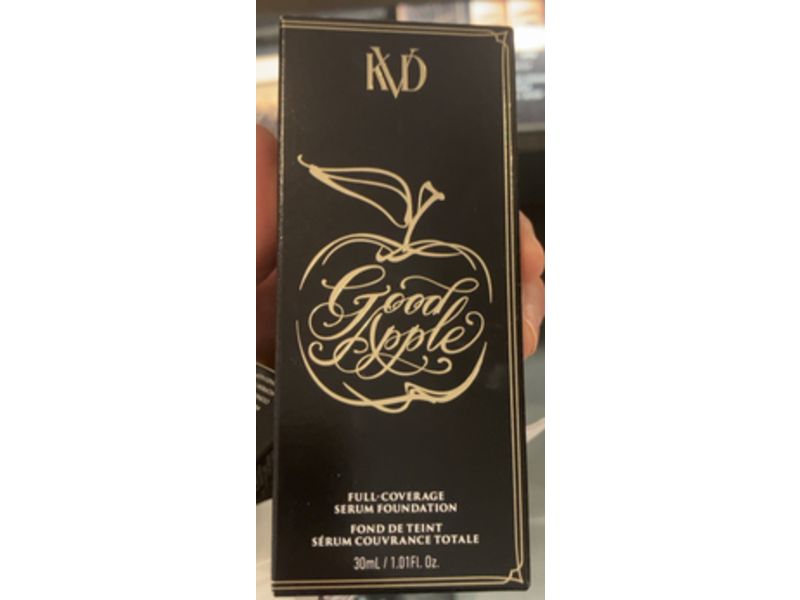 KVD
Good
Apple
FULL-COVERAGE
SERUM FOUNDATION
FOND DE TEINT
SÉRUM COUVRANCE TOTALE
30mL / 1.01Fl. Oz.